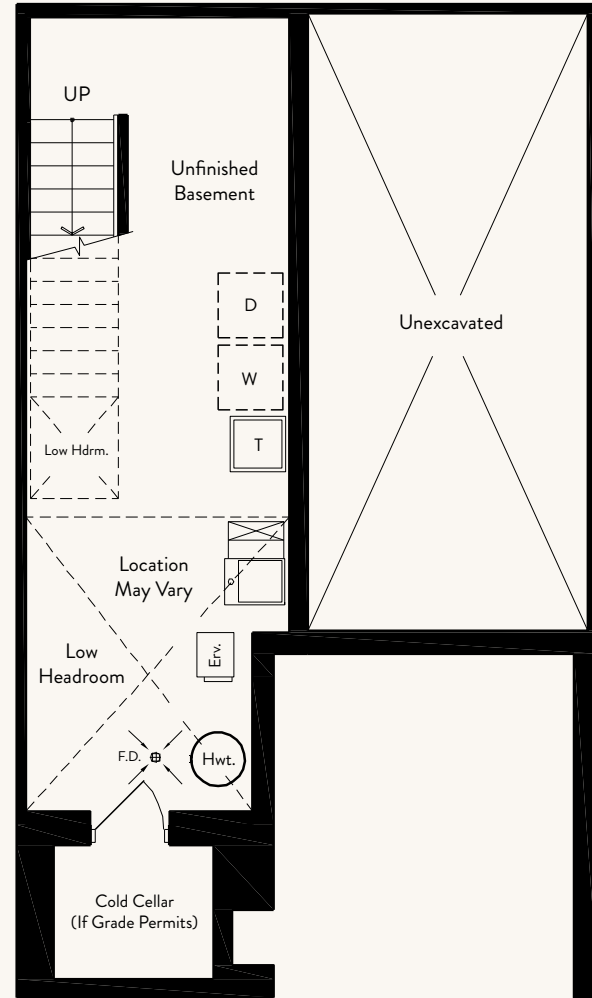 UP
Unfinished
Basement
D
Unexcavated
W
T
Low Hdrm.
Location
May Vary
Low
Headroom
Erv.
F.D.
Hwt.
Cold Cellar
(If Grade Permits)